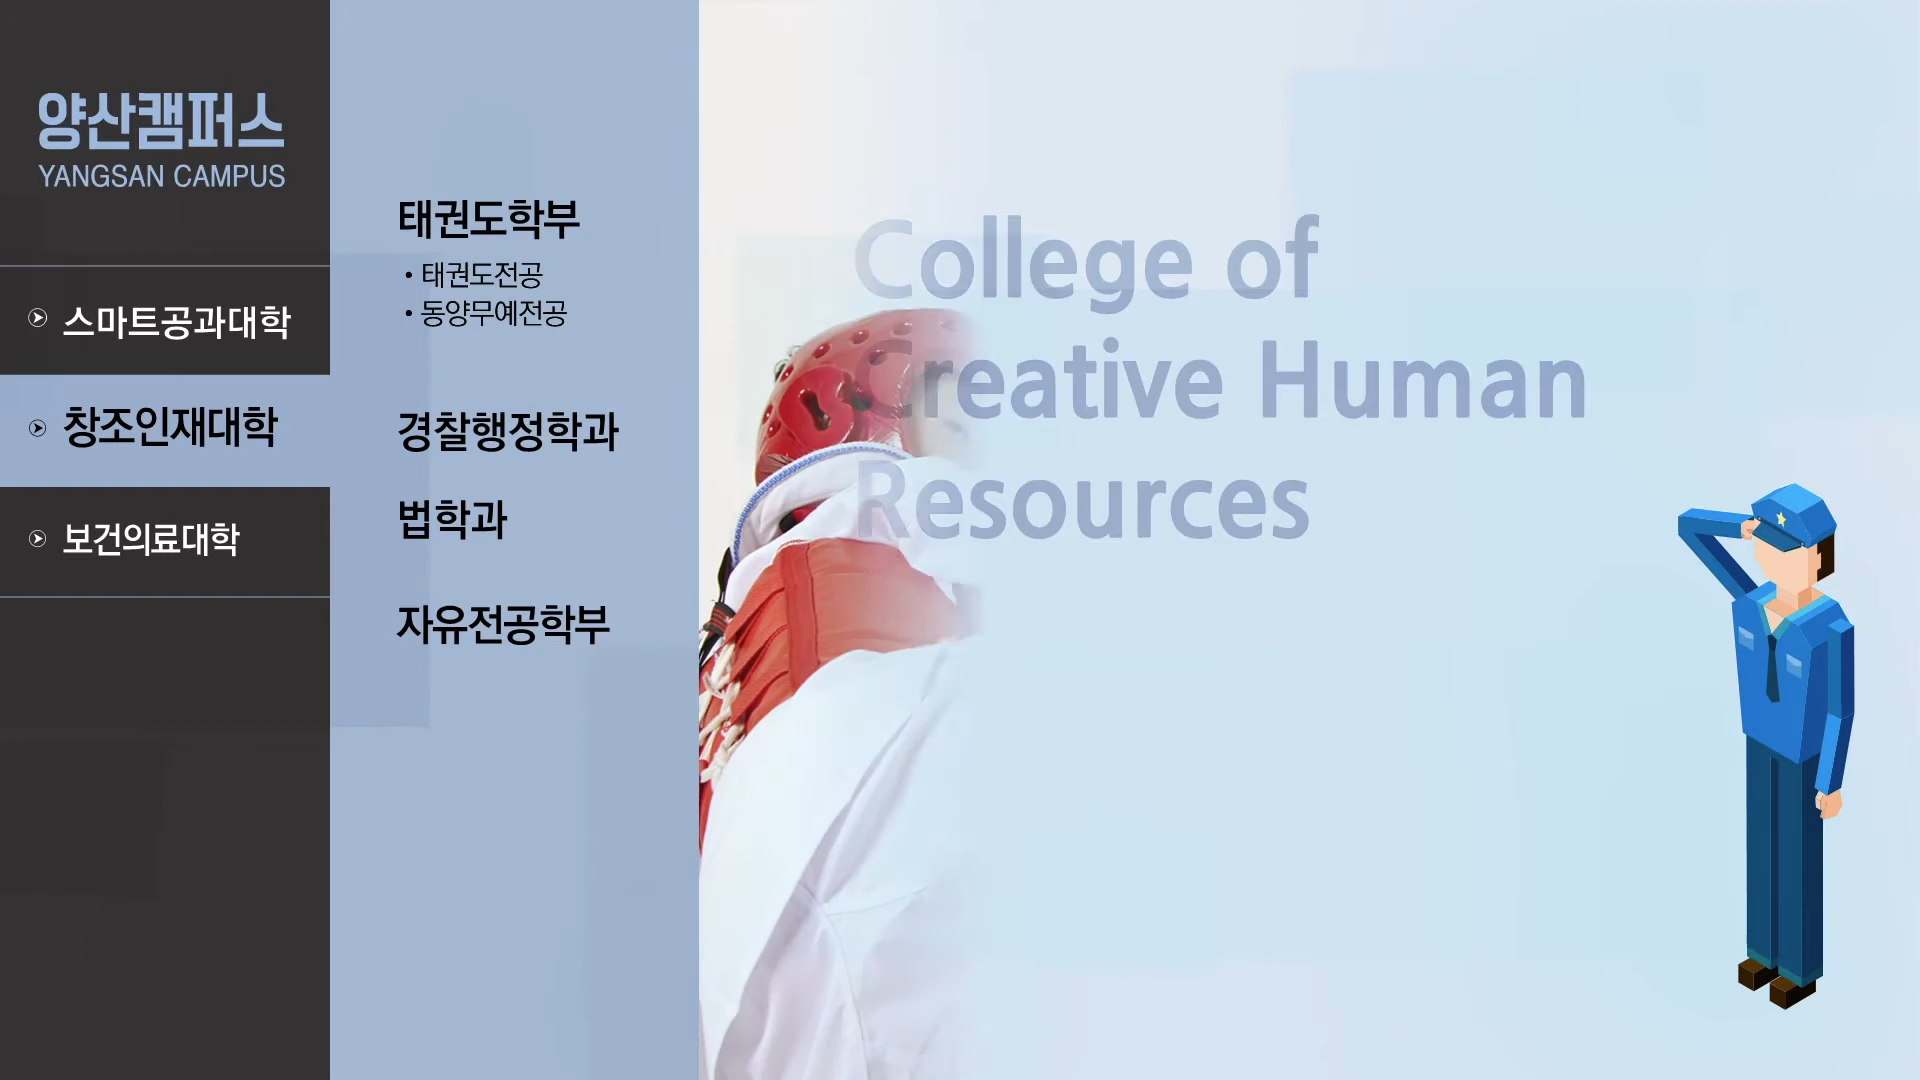 양산캠퍼스
YANGSAN CAMPUS
스마트공과대학
창조인재대학
보건의료대학
태권도학부
• 태권도전공
• 동양무예전공
경찰행정학과
법학과
자유전공학부
College of
Creative Human
Resources